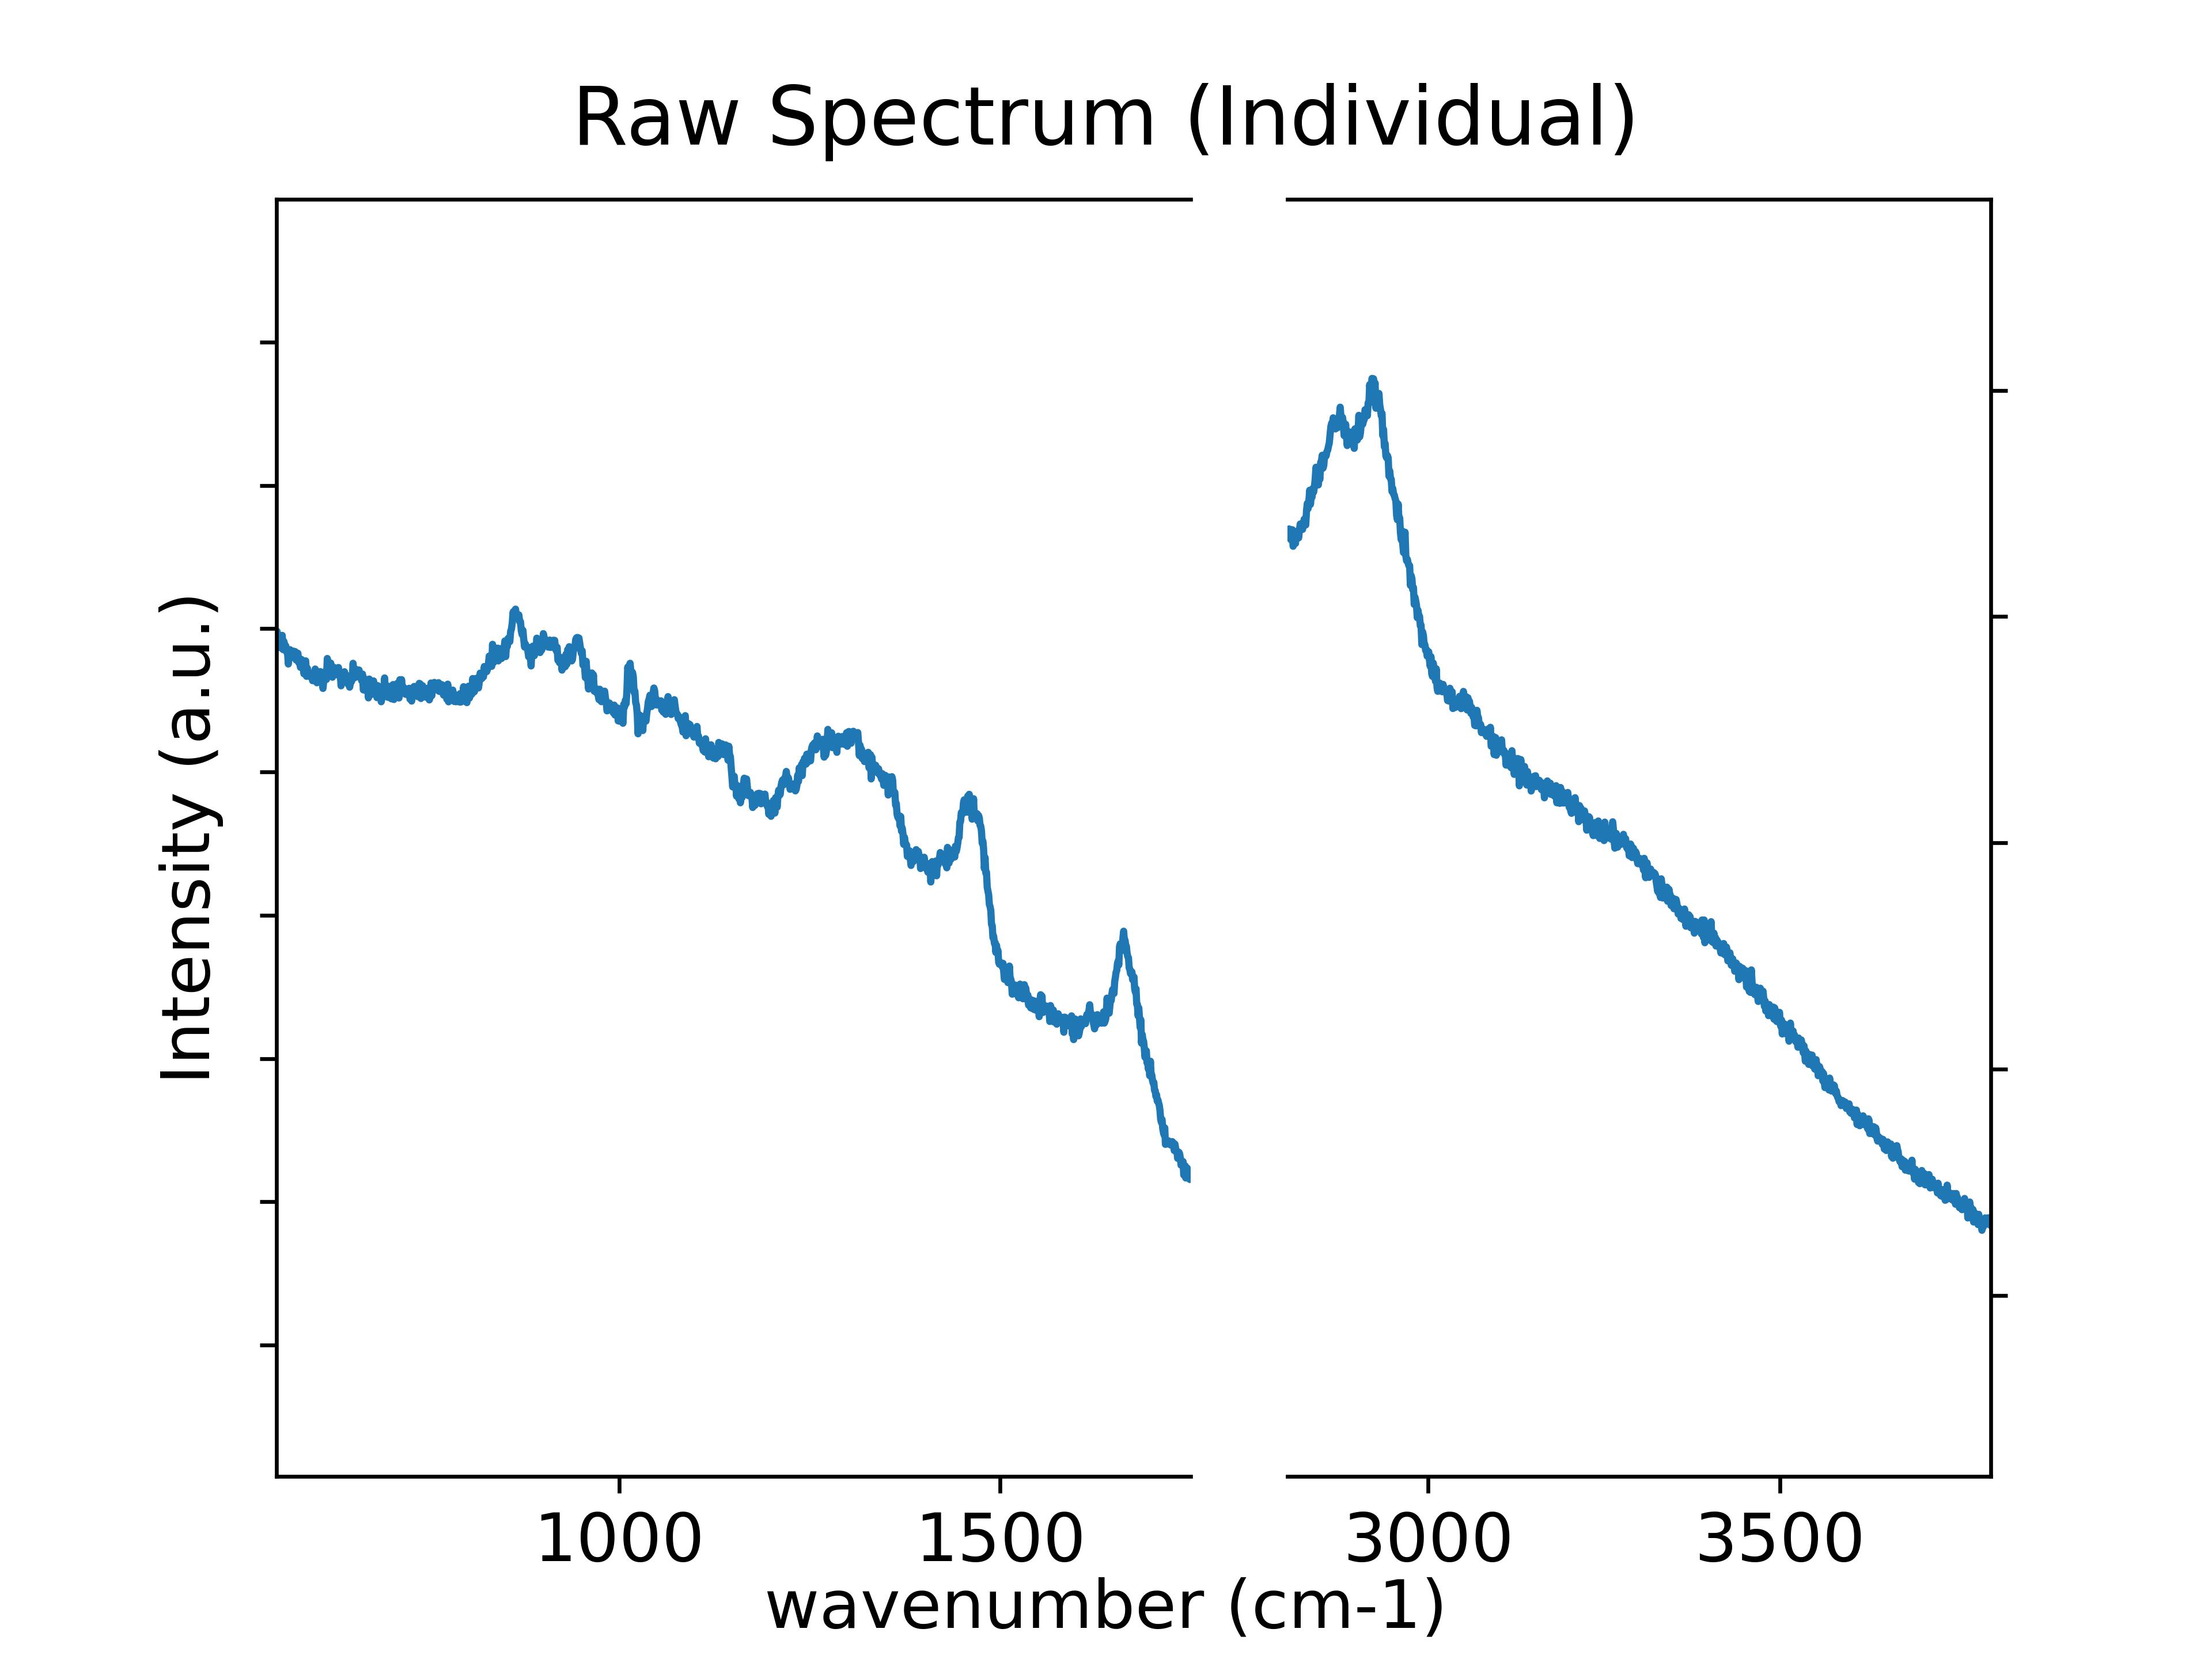 Raw Spectrum (Individual)
Intensity (a.u.)
1000 1500 3000 3500
wavenumber (cm-1)